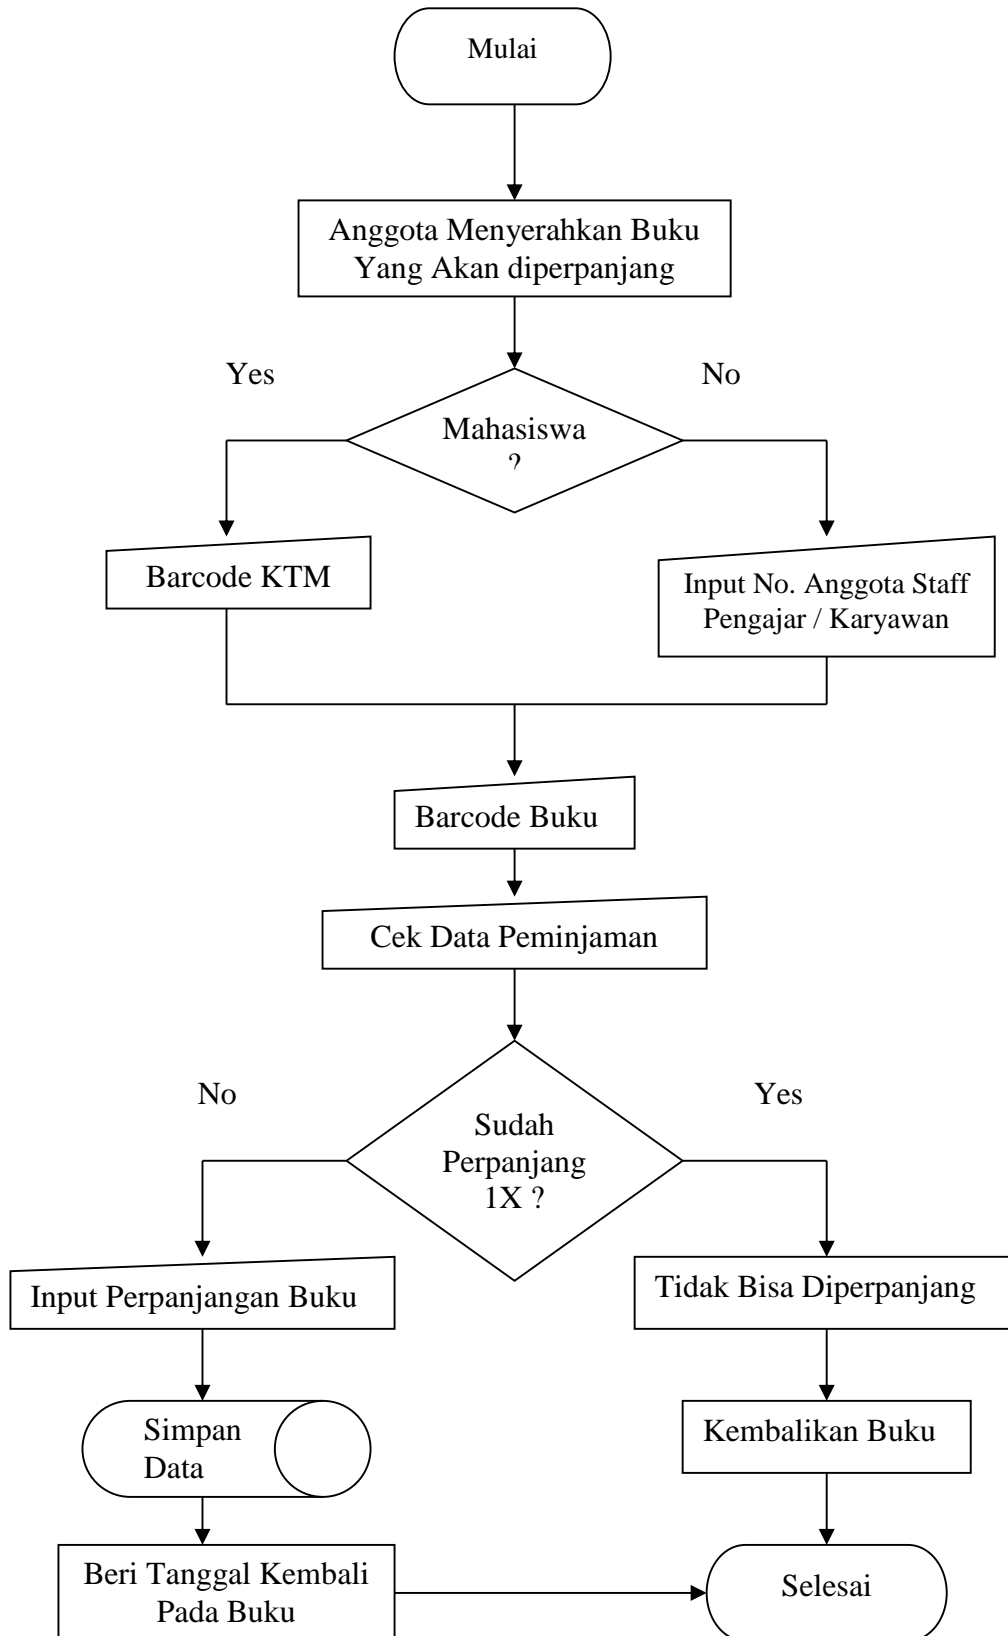 Mulai
Anggota Menyerahkan Buku
Yang Akan diperpanjang
Yes
No
Mahasiswa
?
Barcode KTM
Input No. Anggota Staff
Pengajar / Karyawan
Barcode Buku
Cek Data Peminjaman
No
Yes
Sudah
Perpanjang
1X ?
Input Perpanjangan Buku
Tidak Bisa Diperpanjang
Simpan
Data
Kembalikan Buku
Beri Tanggal Kembali
Pada Buku
Selesai